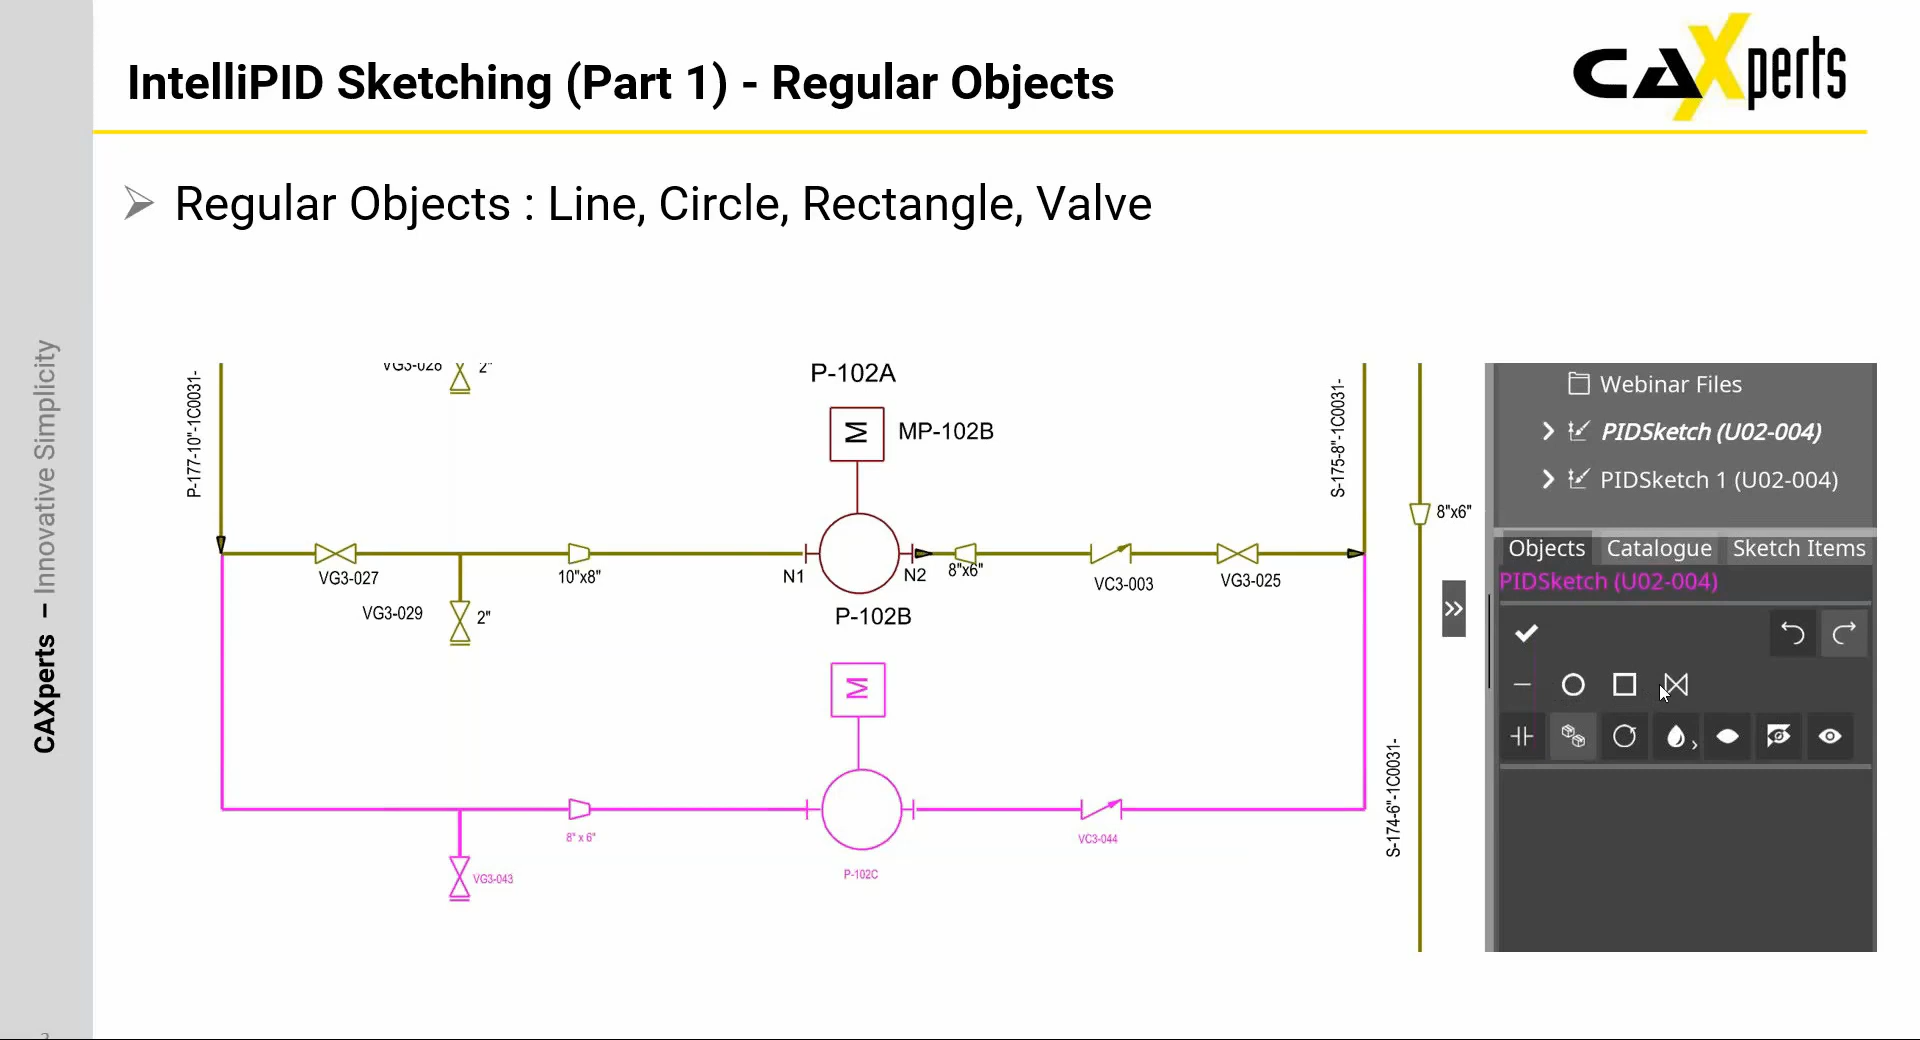 IntelliPID Sketching (Part 1) - Regular Objects
CAXperts
Regular Objects : Line, Circle, Rectangle, Valve
CAXperts – Innovative Simplicity
P-177-10"-1C0031-
VG3-028
2"
P-102A
M
MP-102B
S-175-8"-1C0031-
8"x6"
VG3-027
10"x8"
N1
N2
8"x6"
VC3-003
VG3-025
VG3-029
2"
P-102B
M
S-174-6"-1C0031-
8" x 6"
VC3-044
P-102C
VG3-043
Webinar Files
PIDSketch (U02-004)
PIDSketch 1 (U02-004)
Objects Catalogue Sketch Items
PIDSketch (U02-004)